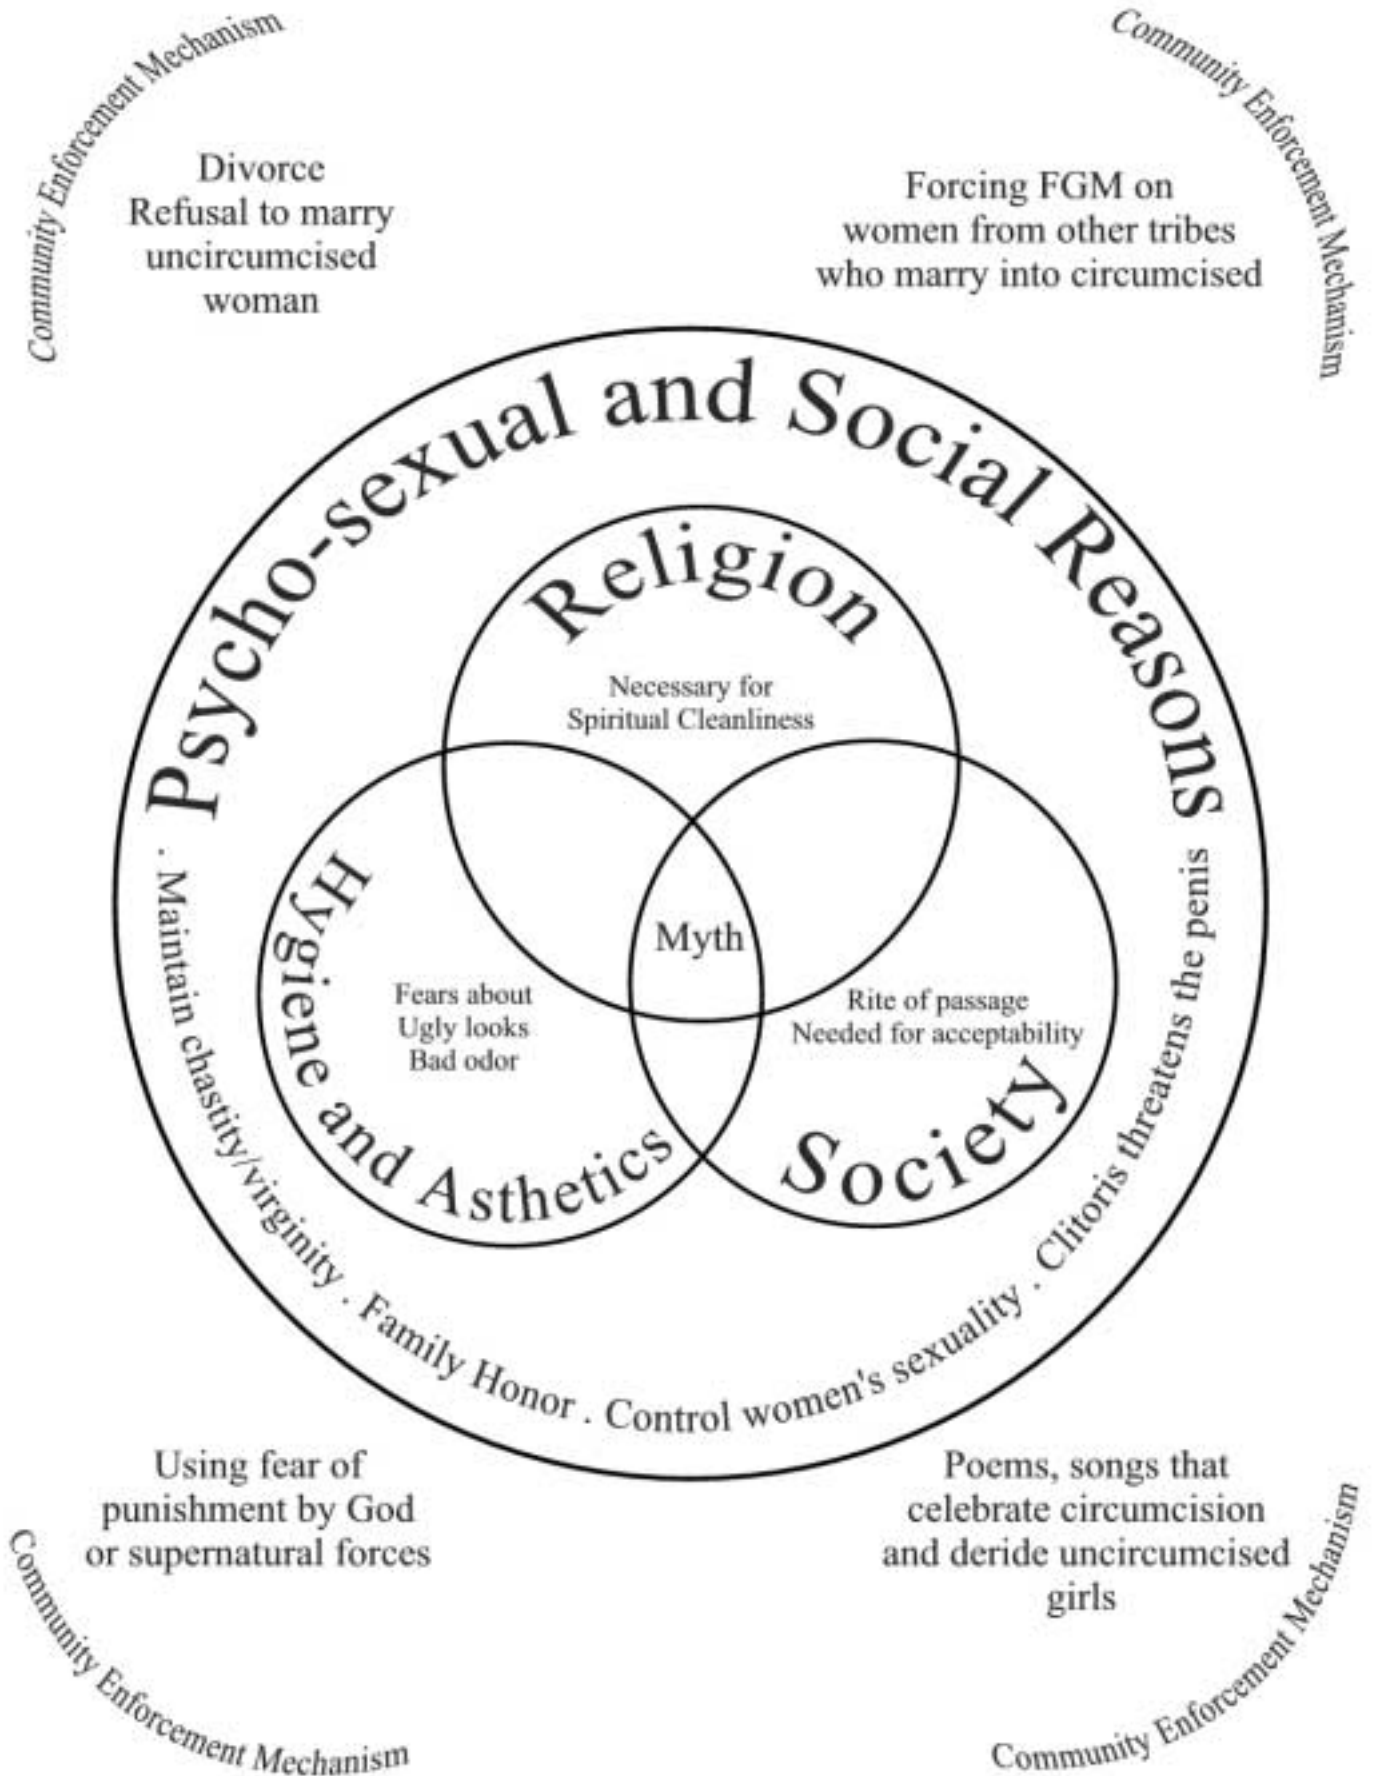 Community Enforcement Mechanism
Divorce
Refusal to marry
uncircumcised
woman
Community Enforcement Mechanism
Forcing FGM on
women from other tribes
who marry into circumcised
Psycho-sexual and Social Reasons
Religion
Necessary for
Spiritual Cleanliness
Myth
Hygiene and Asthetics
Fears about
Ugly looks
Bad odor
Rite of passage
Needed for acceptability
Society
. Maintain chastity/virginity . Family Honor . Control women's sexuality . Clitoris threatens the penis
Using fear of
punishment by God
or supernatural forces
Community Enforcement Mechanism
Poems, songs that
celebrate circumcision
and deride uncircumcised
girls
Community Enforcement Mechanism